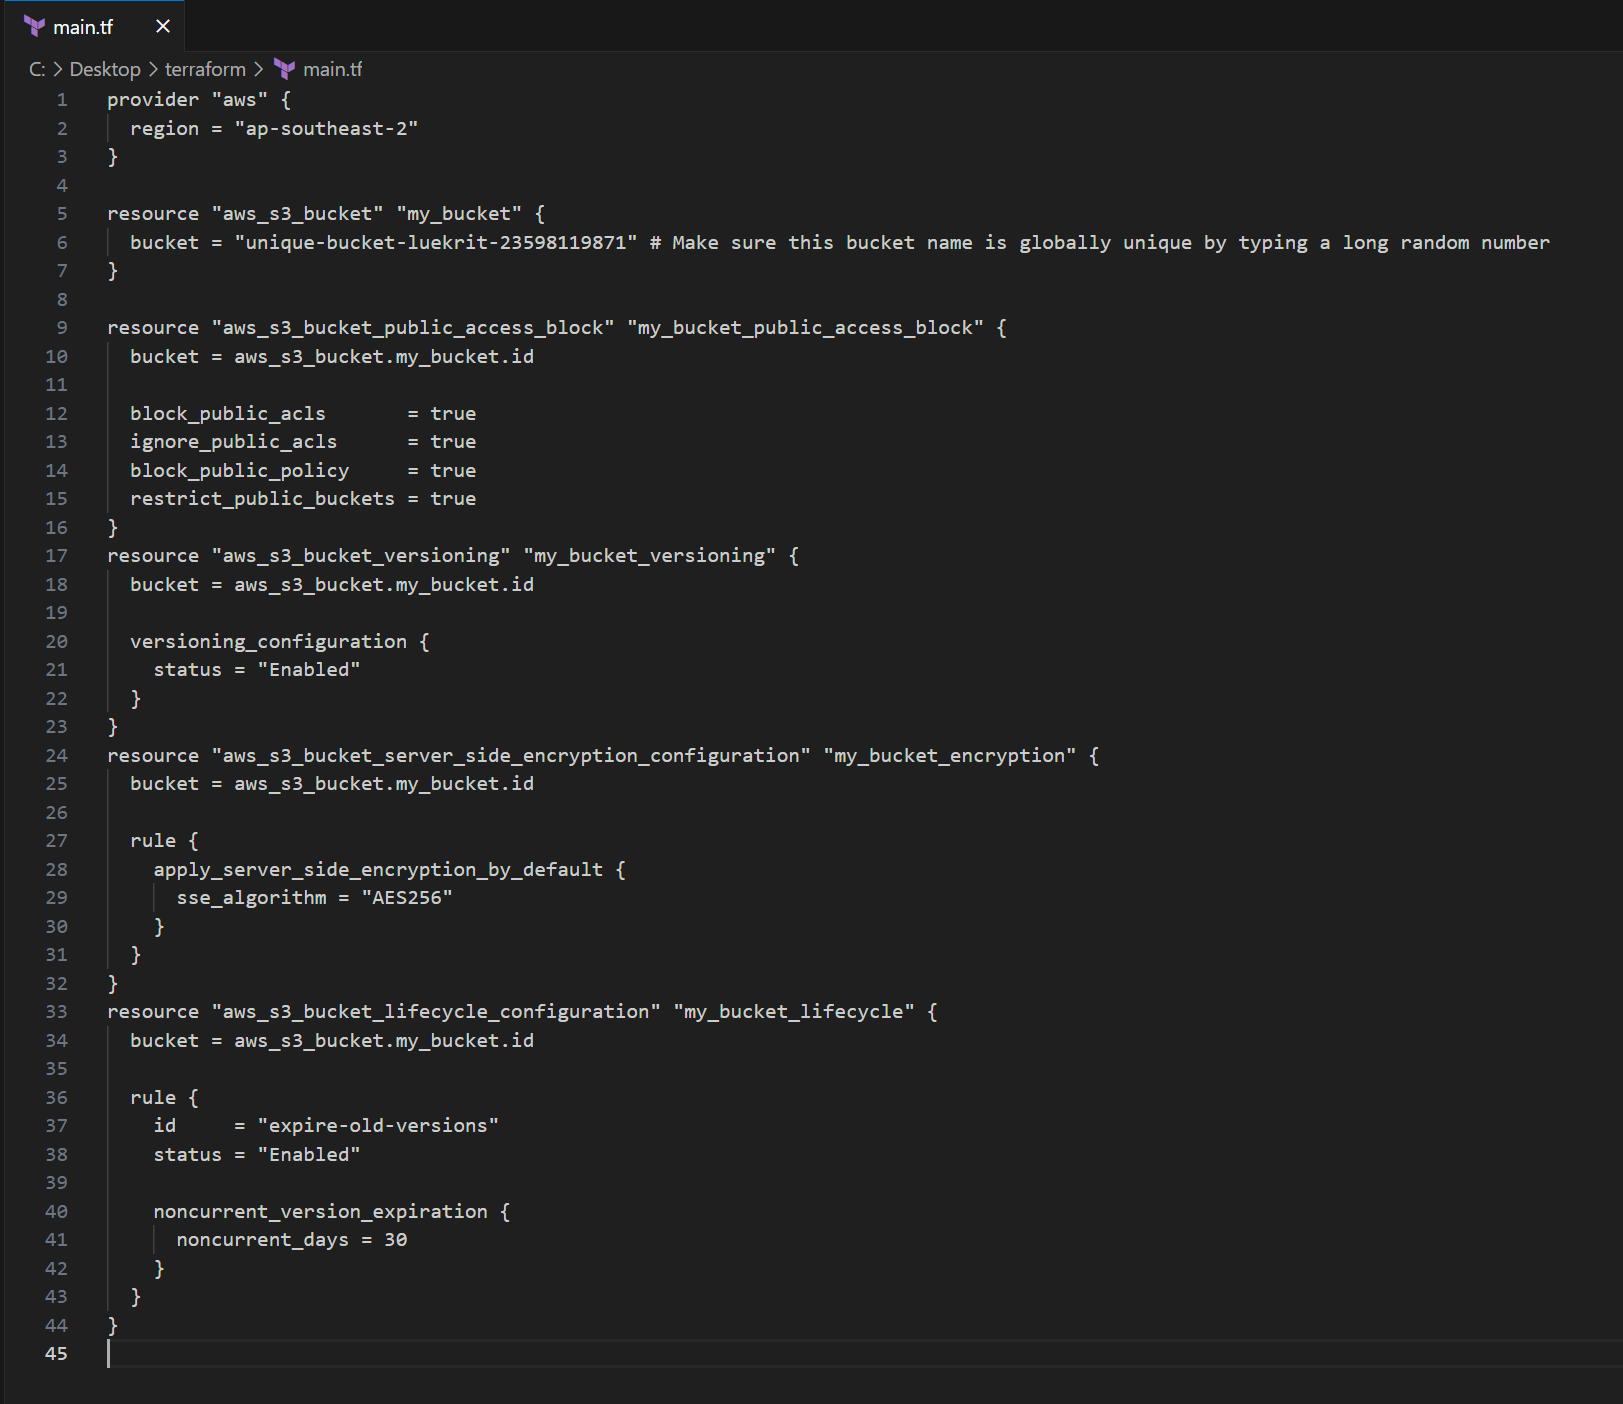 main.tf
C: > Desktop > terraform > main.tf
1 provider "aws" {
2   region = "ap-southeast-2"
3 }
4
5 resource "aws_s3_bucket" "my_bucket" {
6   bucket = "unique-bucket-luekrit-23598119871" # Make sure this bucket name is globally unique by typing a long random number
7 }
8
9 resource "aws_s3_bucket_public_access_block" "my_bucket_public_access_block" {
10   bucket = aws_s3_bucket.my_bucket.id
11
12   block_public_acls       = true
13   ignore_public_acls      = true
14   block_public_policy     = true
15   restrict_public_buckets = true
16 }
17 resource "aws_s3_bucket_versioning" "my_bucket_versioning" {
18   bucket = aws_s3_bucket.my_bucket.id
19
20   versioning_configuration {
21     status = "Enabled"
22   }
23 }
24 resource "aws_s3_bucket_server_side_encryption_configuration" "my_bucket_encryption" {
25   bucket = aws_s3_bucket.my_bucket.id
26
27   rule {
28     apply_server_side_encryption_by_default {
29       sse_algorithm = "AES256"
30     }
31   }
32 }
33 resource "aws_s3_bucket_lifecycle_configuration" "my_bucket_lifecycle" {
34   bucket = aws_s3_bucket.my_bucket.id
35
36   rule {
37     id     = "expire-old-versions"
38     status = "Enabled"
39
40     noncurrent_version_expiration {
41       noncurrent_days = 30
42     }
43   }
44 }
45